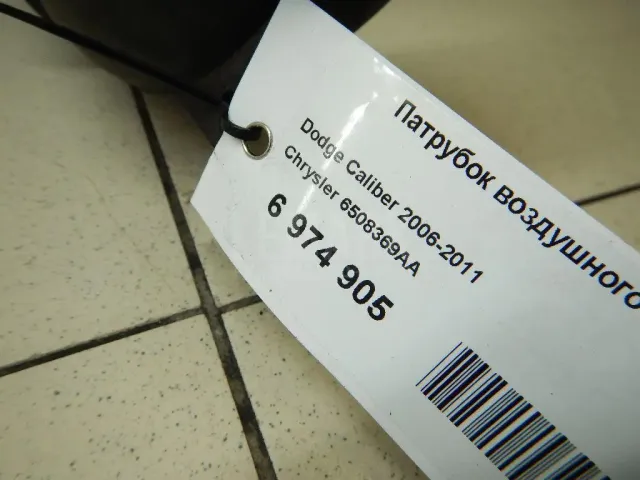 Патрубок воздушного
Dodge Caliber 2006-2011
Chrysler 6508369AA
6 974 905